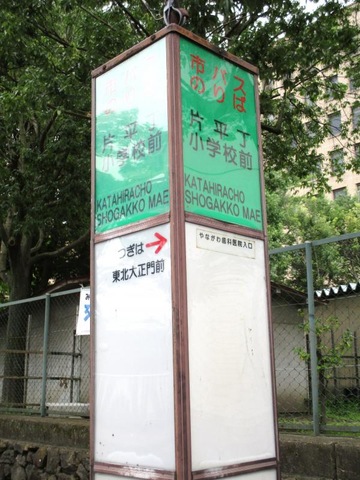 片平丁
小学校前
KATAHIRACHO
SHOGAKKO MAE
つぎは
東北大正門前
市バス
のりば
片平丁
小学校前
KATAHIRACHO
SHOGAKKO MAE
やながわ歯科医院入口